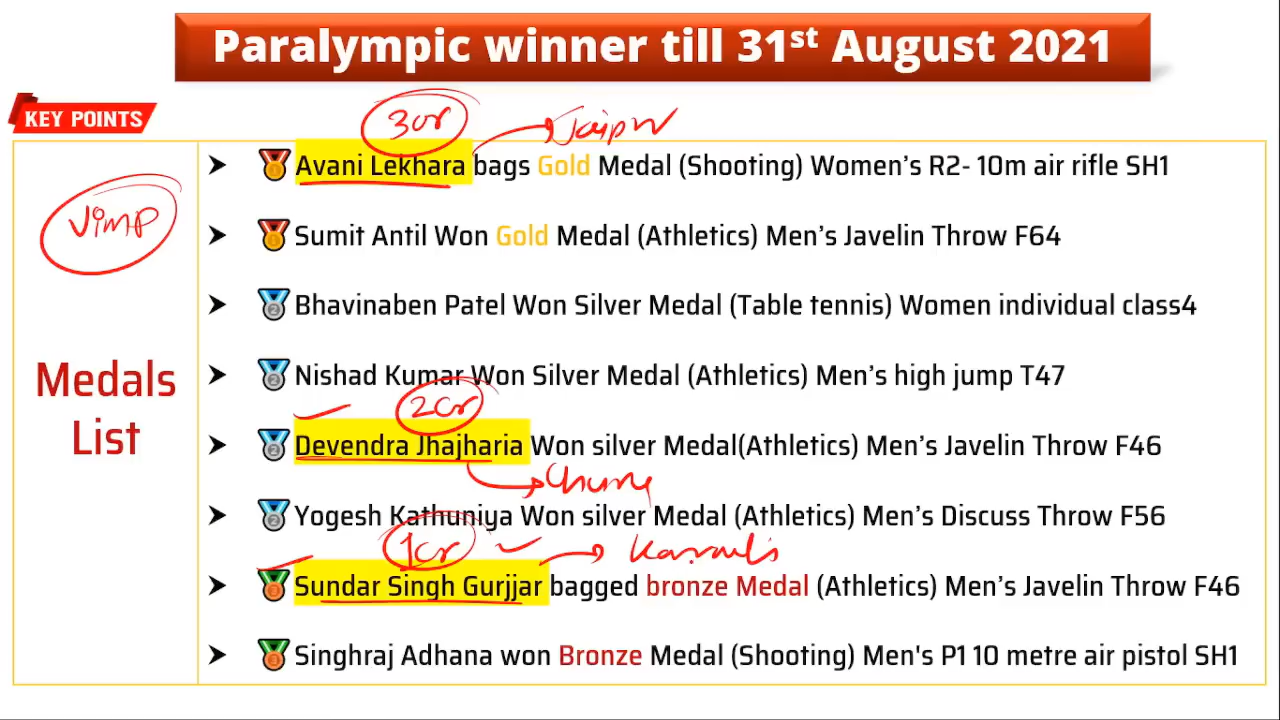 Paralympic winner till 31st August 2021
KEY POINTS
3cr
Jaipur
➤ Avani Lekhara bags Gold Medal (Shooting) Women's R2- 10m air rifle SH1
Vimp
➤ Sumit Antil Won Gold Medal (Athletics) Men's Javelin Throw F64
➤ Bhavinaben Patel Won Silver Medal (Table tennis) Women individual class4
Medals
List
➤ Nishad Kumar Won Silver Medal (Athletics) Men's high jump T47
2cr
➤ Devendra Jhajharia Won silver Medal(Athletics) Men's Javelin Throw F46
Churu
➤ Yogesh Kathuniya Won silver Medal (Athletics) Men's Discuss Throw F56
1cr
Karauli
➤ Sundar Singh Gurjjar bagged bronze Medal (Athletics) Men's Javelin Throw F46
➤ Singhraj Adhana won Bronze Medal (Shooting) Men's P1 10 metre air pistol SH1